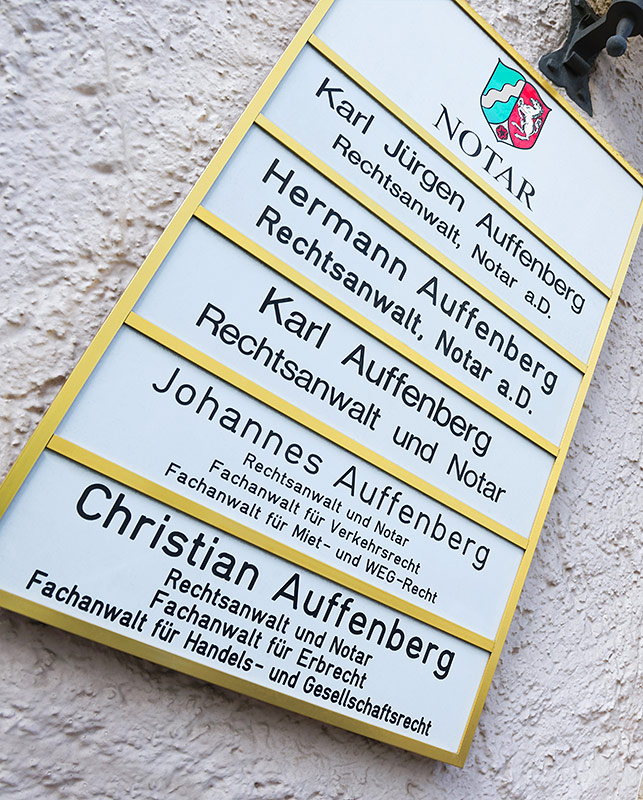 NOTAR
Karl Jürgen Auffenberg
Rechtsanwalt, Notar a.D.
Hermann Auffenberg
Rechtsanwalt, Notar a.D.
Karl Auffenberg
Rechtsanwalt und Notar
Johannes Auffenberg
Rechtsanwalt und Notar
Fachanwalt für Verkehrsrecht
Fachanwalt für Miet- und WEG-Recht
Christian Auffenberg
Rechtsanwalt und Notar
Fachanwalt für Erbrecht
Fachanwalt für Handels- und Gesellschaftsrecht